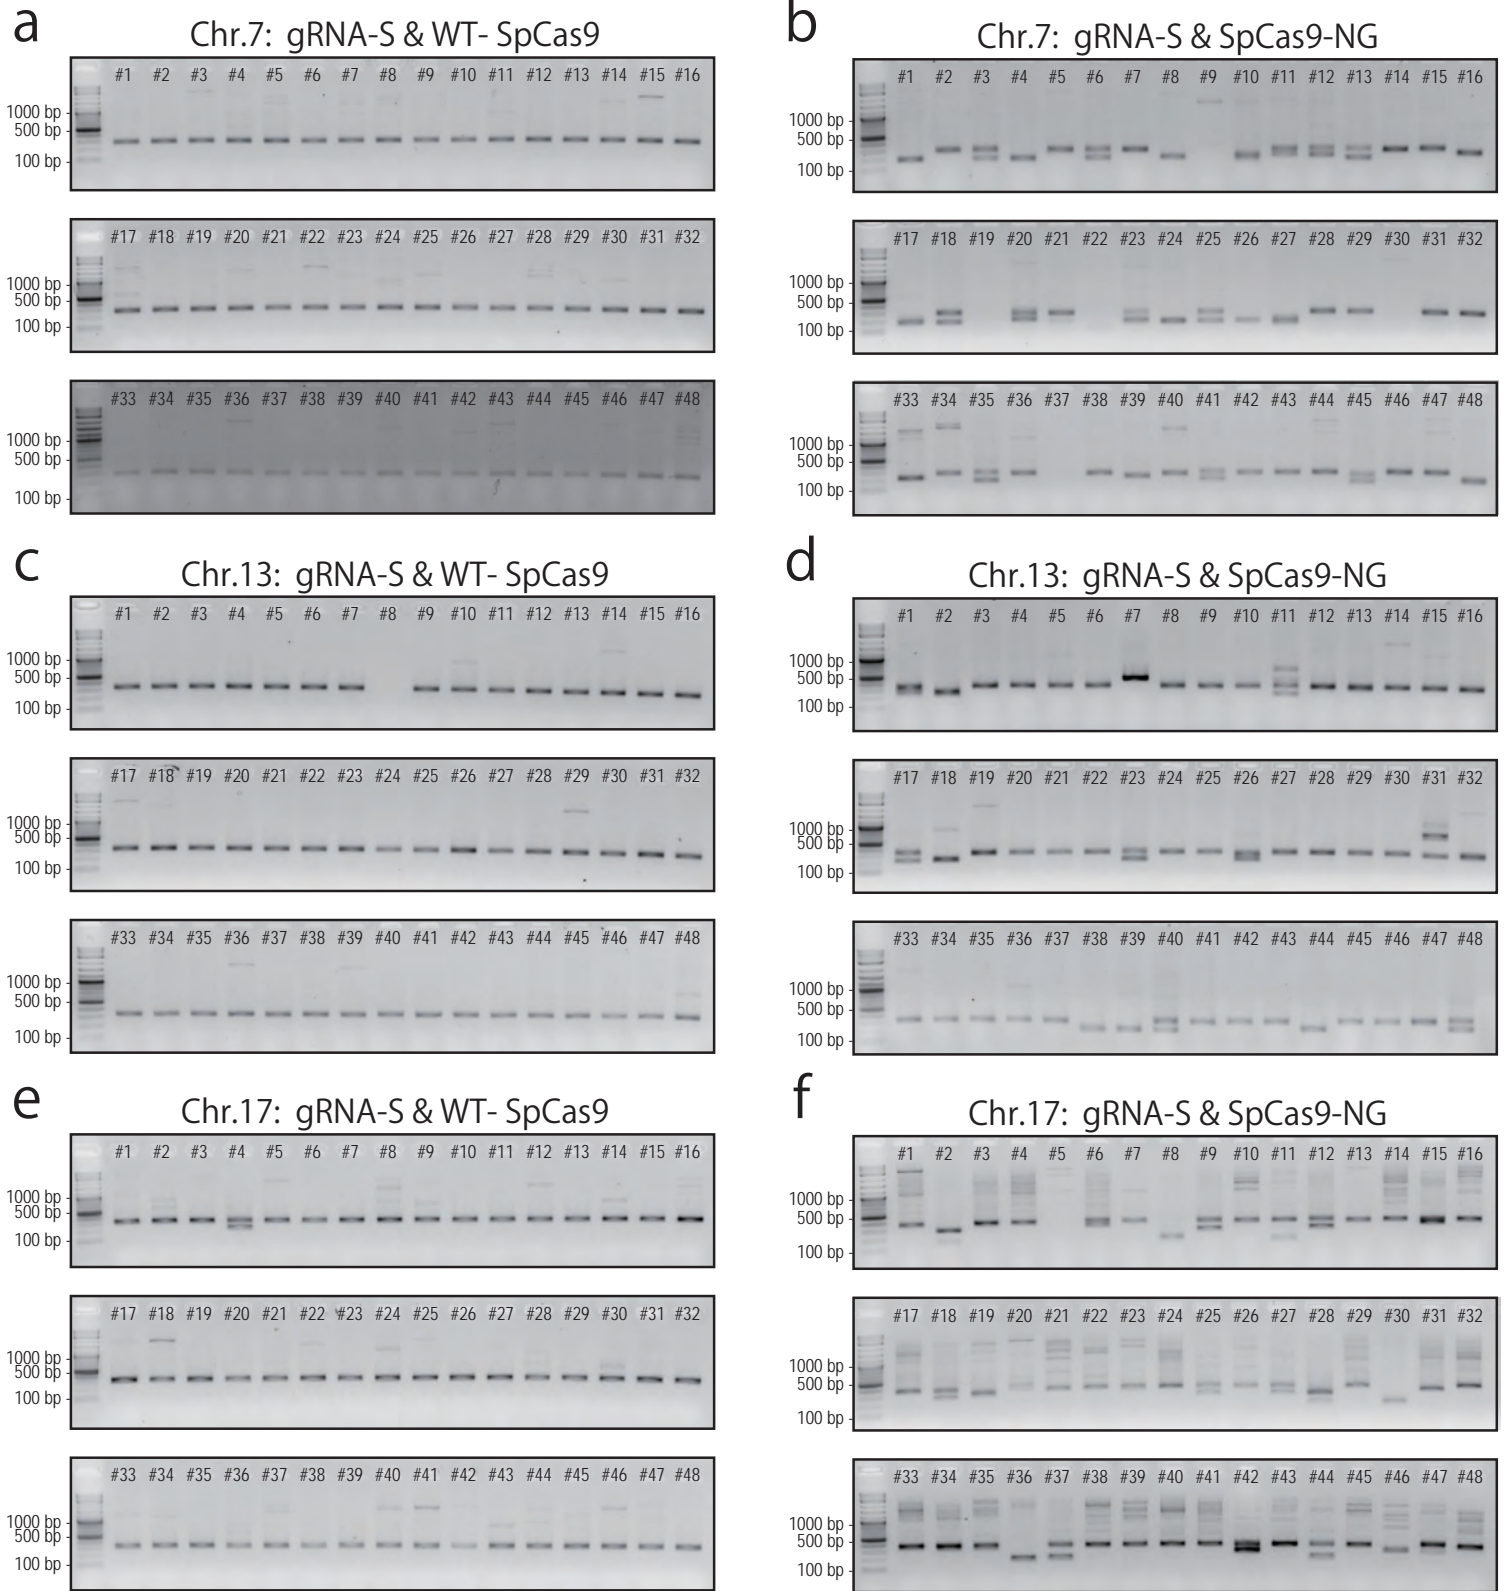 a
Chr.7: gRNA-S & WT- SpCas9
#1 #2 #3 #4 #5 #6 #7 #8 #9 #10 #11 #12 #13 #14 #15 #16
1000 bp
500 bp
100 bp
#17 #18 #19 #20 #21 #22 #23 #24 #25 #26 #27 #28 #29 #30 #31 #32
1000 bp
500 bp
100 bp
#33 #34 #35 #36 #37 #38 #39 #40 #41 #42 #43 #44 #45 #46 #47 #48
1000 bp
500 bp
100 bp
b
Chr.7: gRNA-S & SpCas9-NG
#1 #2 #3 #4 #5 #6 #7 #8 #9 #10 #11 #12 #13 #14 #15 #16
1000 bp
500 bp
100 bp
#17 #18 #19 #20 #21 #22 #23 #24 #25 #26 #27 #28 #29 #30 #31 #32
1000 bp
500 bp
100 bp
#33 #34 #35 #36 #37 #38 #39 #40 #41 #42 #43 #44 #45 #46 #47 #48
1000 bp
500 bp
100 bp
c
Chr.13: gRNA-S & WT- SpCas9
#1 #2 #3 #4 #5 #6 #7 #8 #9 #10 #11 #12 #13 #14 #15 #16
1000 bp
500 bp
100 bp
#17 #18 #19 #20 #21 #22 #23 #24 #25 #26 #27 #28 #29 #30 #31 #32
1000 bp
500 bp
100 bp
#33 #34 #35 #36 #37 #38 #39 #40 #41 #42 #43 #44 #45 #46 #47 #48
1000 bp
500 bp
100 bp
d
Chr.13: gRNA-S & SpCas9-NG
#1 #2 #3 #4 #5 #6 #7 #8 #9 #10 #11 #12 #13 #14 #15 #16
1000 bp
500 bp
100 bp
#17 #18 #19 #20 #21 #22 #23 #24 #25 #26 #27 #28 #29 #30 #31 #32
1000 bp
500 bp
100 bp
#33 #34 #35 #36 #37 #38 #39 #40 #41 #42 #43 #44 #45 #46 #47 #48
1000 bp
500 bp
100 bp
e
Chr.17: gRNA-S & WT- SpCas9
#1 #2 #3 #4 #5 #6 #7 #8 #9 #10 #11 #12 #13 #14 #15 #16
1000 bp
500 bp
100 bp
#17 #18 #19 #20 #21 #22 #23 #24 #25 #26 #27 #28 #29 #30 #31 #32
1000 bp
500 bp
100 bp
#33 #34 #35 #36 #37 #38 #39 #40 #41 #42 #43 #44 #45 #46 #47 #48
1000 bp
500 bp
100 bp
f
Chr.17: gRNA-S & SpCas9-NG
#1 #2 #3 #4 #5 #6 #7 #8 #9 #10 #11 #12 #13 #14 #15 #16
1000 bp
500 bp
100 bp
#17 #18 #19 #20 #21 #22 #23 #24 #25 #26 #27 #28 #29 #30 #31 #32
1000 bp
500 bp
100 bp
#33 #34 #35 #36 #37 #38 #39 #40 #41 #42 #43 #44 #45 #46 #47 #48
1000 bp
500 bp
100 bp